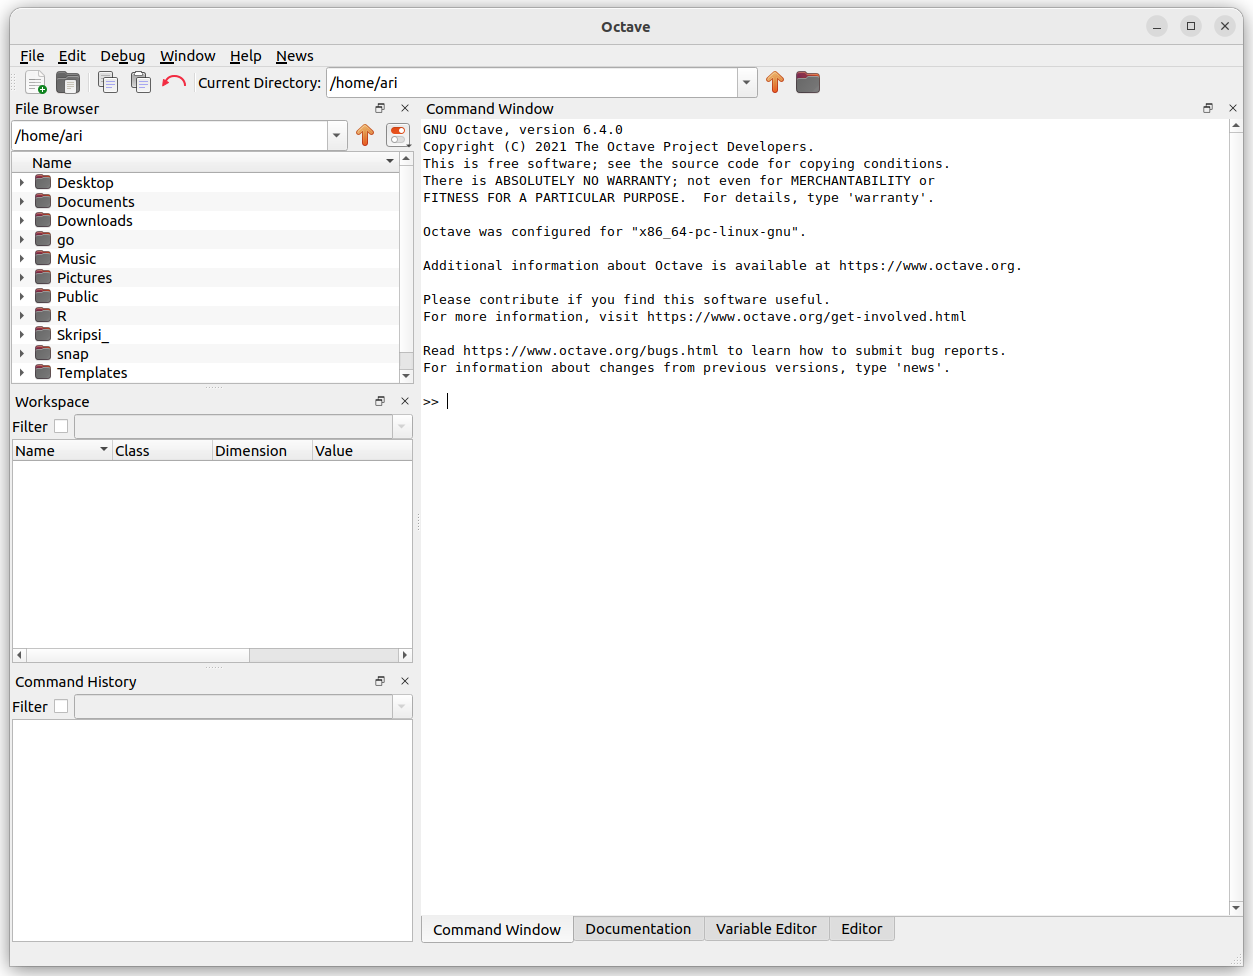 Octave
File Edit Debug Window Help News
Current Directory: /home/ari
File Browser
/home/ari
Name
Desktop
Documents
Downloads
go
Music
Pictures
Public
R
Skripsi_
snap
Templates
Workspace
Filter
Name Class Dimension Value
Command History
Filter
Command Window
GNU Octave, version 6.4.0
Copyright (C) 2021 The Octave Project Developers.
This is free software; see the source code for copying conditions.
There is ABSOLUTELY NO WARRANTY; not even for MERCHANTABILITY or
FITNESS FOR A PARTICULAR PURPOSE.  For details, type 'warranty'.
Octave was configured for "x86_64-pc-linux-gnu".
Additional information about Octave is available at https://www.octave.org.
Please contribute if you find this software useful.
For more information, visit https://www.octave.org/get-involved.html
Read https://www.octave.org/bugs.html to learn how to submit bug reports.
For information about changes from previous versions, type 'news'.
>>
Command Window Documentation Variable Editor Editor